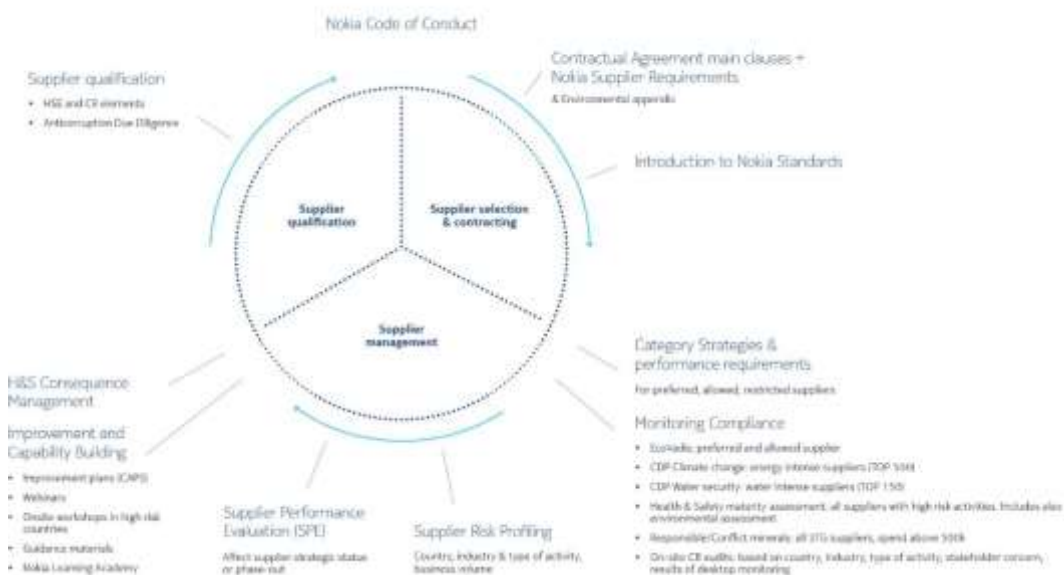 Nokia Code of Conduct
Supplier qualification
• HSE and CR elements
• Anticorruption Due Diligence
Contractual Agreement main clauses +
Nokia Supplier Requirements
& Environmental appendix
Introduction to Nokia Standards
Supplier
qualification
Supplier selection
& contracting
Supplier
management
Category Strategies &
performance requirements
For preferred, allowed, restricted suppliers
Monitoring Compliance
• EcoVadis: preferred and allowed supplier
• CDP Climate change: energy intense suppliers (TOP
• CDP Water security: water intense suppliers (TOP 150)
• Health & Safety maturity assessment: all suppliers with high risk activities. Includes also
environmental assessment
• Responsible/Conflict minerals: all suppliers, spend above 500k
• On-site CR audits: based on country, industry, type of activity, stakeholder concern,
results of desktop monitoring
H&S Consequence
Management
Improvement and
Capability Building
• Improvement plans (CAPS)
• Webinars
• Onsite workshops in high risk
countries
• Guidance materials
• Nokia Learning Academy
Supplier Performance
Evaluation (SPE)
Affect supplier strategic status
or phase-out
Supplier Risk Profiling
Country, industry & type of activity,
business volume